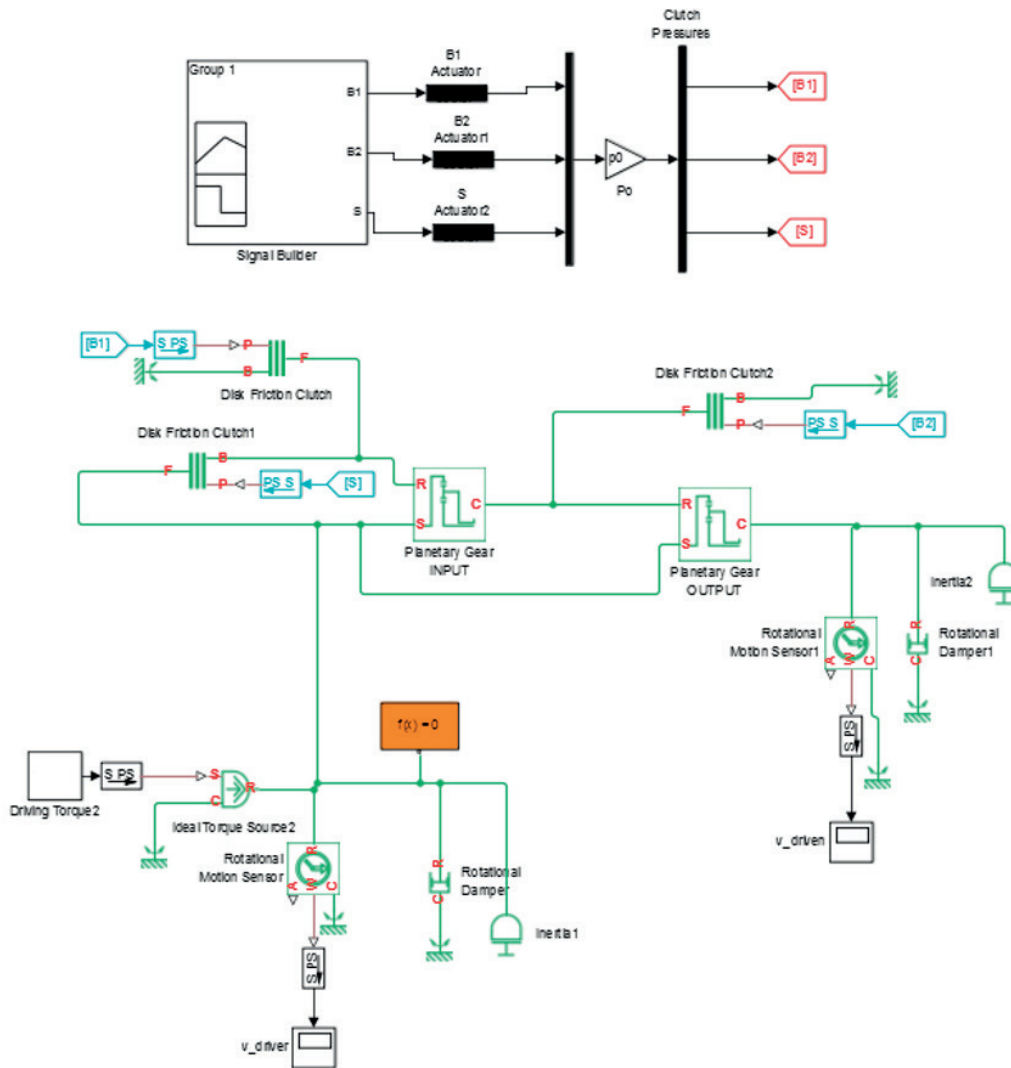 Clutch
Pressures
Group 1
B1
Actuator
B1
[B1]
B2
Actuator1
B2
p0
Po
[B2]
S
Actuator2
S
[S]
Signal Builder
[B1]
S PS
P
F
B
Disk Friction Clutch
Disk Friction Clutch2
B
F
P
PS S
[B2]
Disk Friction Clutch1
F
B
P
PS S
[S]
R
C
S
Planetary Gear
INPUT
R
C
S
Planetary Gear
OUTPUT
Inertia2
Rotational
Motion Sensor1
R
A
W
C
R
C
Rotational
Damper1
S PS
v_driven
f(x) = 0
Driving Torque2
S PS
S
R
C
Ideal Torque Source2
Rotational
Motion Sensor
R
A
W
C
R
C
Rotational
Damper
Inertia1
S PS
v_driver